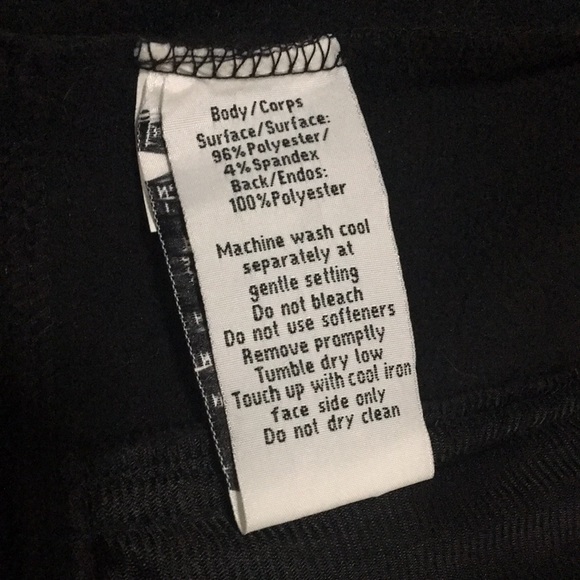 Body/Corps
Surface/Surface:
96%Polyester/
4%Spandex
Back/Endos:
100%Polyester
Machine wash cool
separately at
gentle setting
Do not bleach
Do not use softeners
Remove promptly
Tumble dry low
Touch up with cool iron
face side only
Do not dry clean